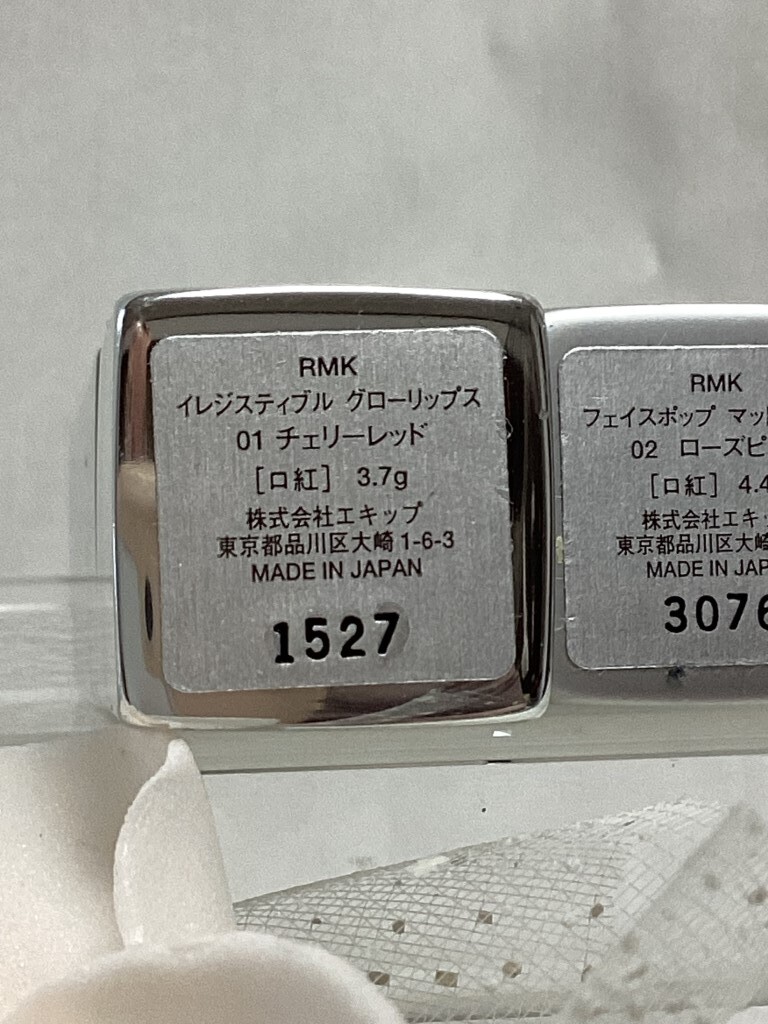 RMK
イレジスティブル グローリップス
01 チェリーレッド
［口紅］ 3.7g
株式会社エキップ
東京都品川区大崎1-6-3
MADE IN JAPAN
1527
RMK
フェイスポップ マッ
02 ローズピ
［口紅］ 4.4
株式会社エキッ
東京都品川区大崎
MADE IN JAP
3076